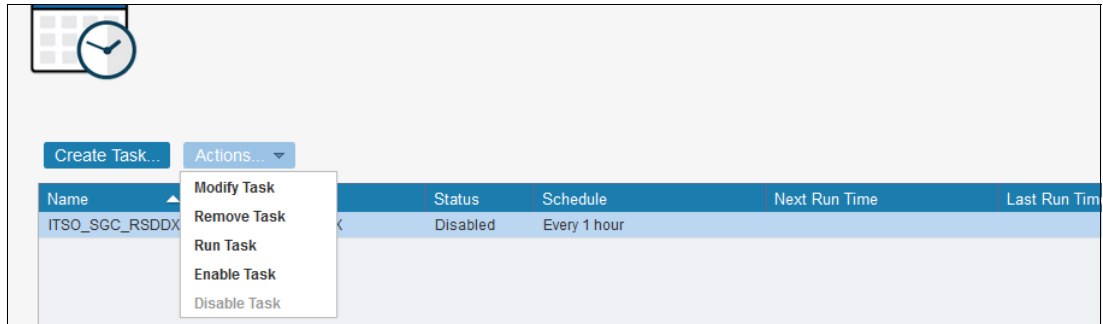 Create Task...
Actions...
Name
Status
Schedule
Next Run Time
Last Run Tim
ITSO_SGC_RSDDX
X
Disabled
Every 1 hour
Modify Task
Remove Task
Run Task
Enable Task
Disable Task